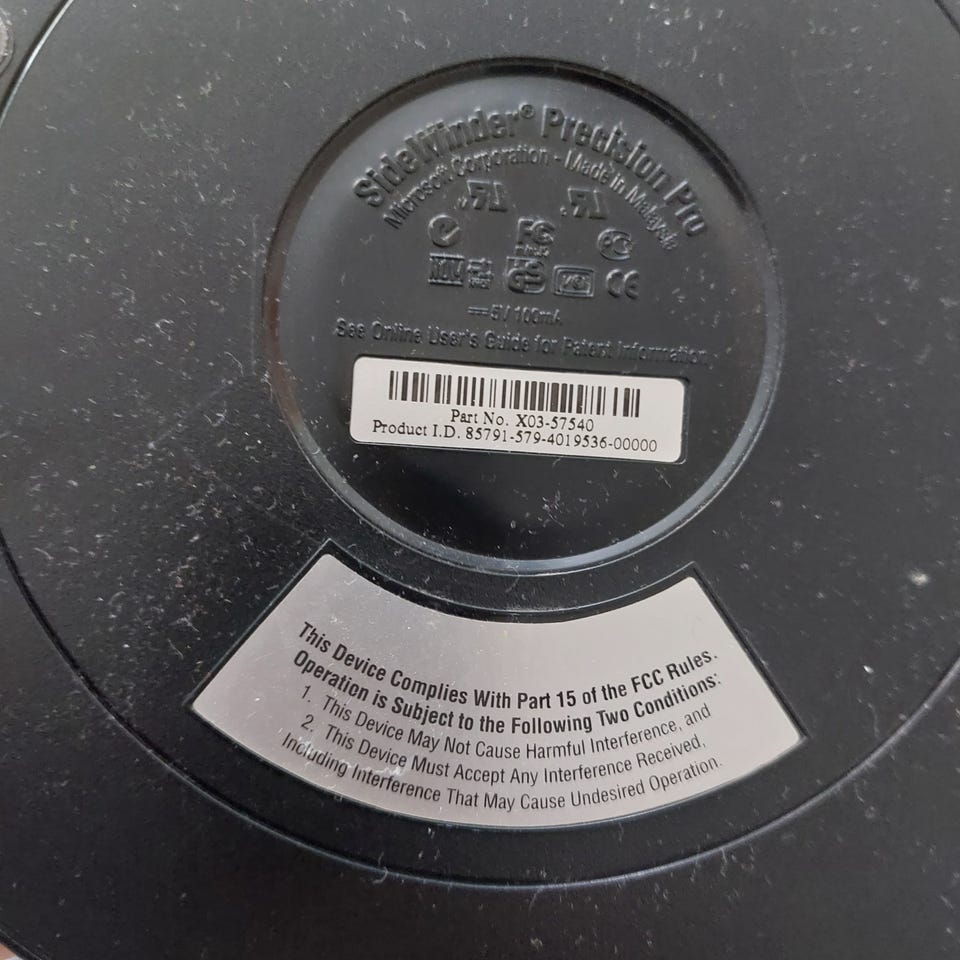 SideWinder® Precision Pro
Microsoft Corporation - Made in Malaysia
FC
CE
5V 100mA
See Online User's Guide for Patent Information.
Part No. X03-57540
Product I.D. 85791-579-4019536-00000
This Device Complies With Part 15 of the FCC Rules.
Operation is Subject to the Following Two Conditions:
1. This Device May Not Cause Harmful Interference, and
2. This Device Must Accept Any Interference Received,
Including Interference That May Cause Undesired Operation.